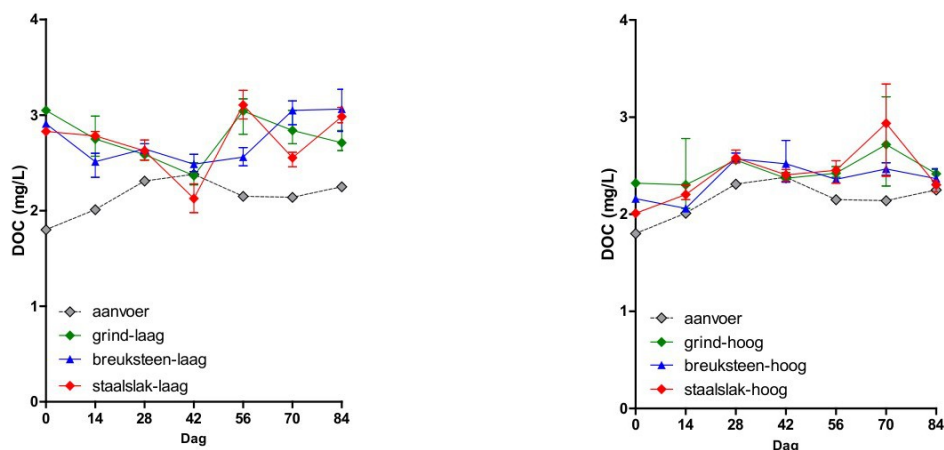 4
3
2
1
0
DOC (mg/L)
aanvoer
grind-laag
breuksteen-laag
staalslak-laag
0 14 28 42 56 70 84
Dag
4
3
2
1
0
DOC (mg/L)
aanvoer
grind-hoog
breuksteen-hoog
staalslak-hoog
0 14 28 42 56 70 84
Dag